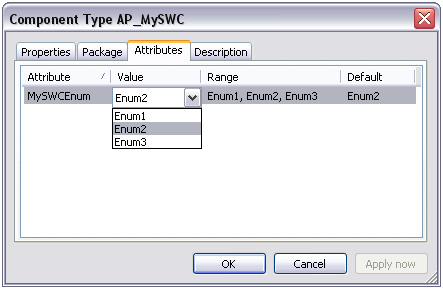 Component Type AP_MySWC
Properties Package Attributes Description
Attribute / Value Range Default
MySWCEnum Enum2 Enum1, Enum2, Enum3 Enum2
Enum1
Enum2
Enum3
OK Cancel Apply now